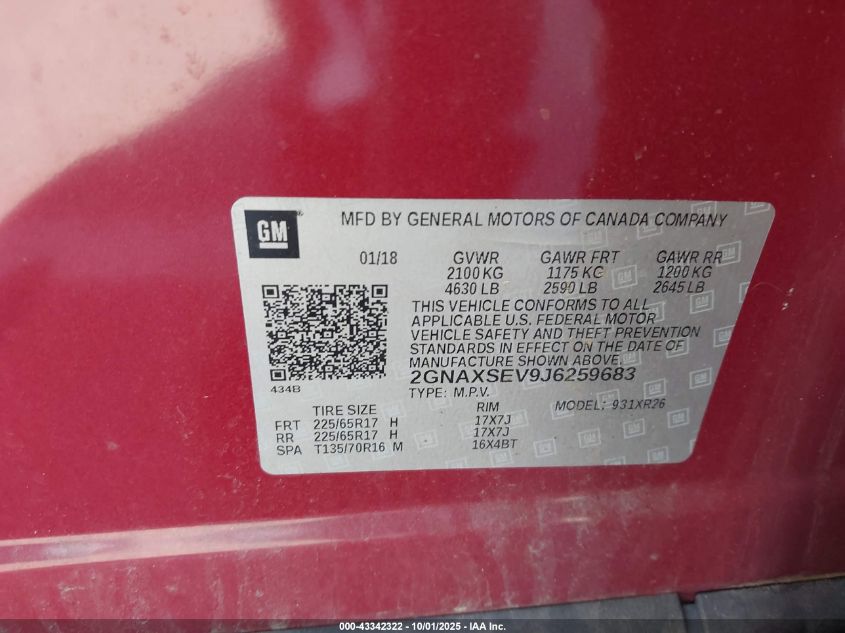 GM
MFD BY GENERAL MOTORS OF CANADA COMPANY
01/18 GVWR GAWR FRT GAWR RR
2100 KG 1175 KG 1200 KG
4630 LB 2590 LB 2645 LB
THIS VEHICLE CONFORMS TO ALL
APPLICABLE U.S. FEDERAL MOTOR
VEHICLE SAFETY AND THEFT PREVENTION
STANDARDS IN EFFECT ON THE DATE OF
MANUFACTURE SHOWN ABOVE.
434B
2GNAXSEV9J6259683
TYPE: M.P.V. MODEL: 931XR26
TIRE SIZE RIM
FRT 225/65R17 H 17X7J
RR 225/65R17 H 17X7J
SPA T135/70R16 M 16X4BT
000-43342322 - 10/01/2025 - IAA Inc.